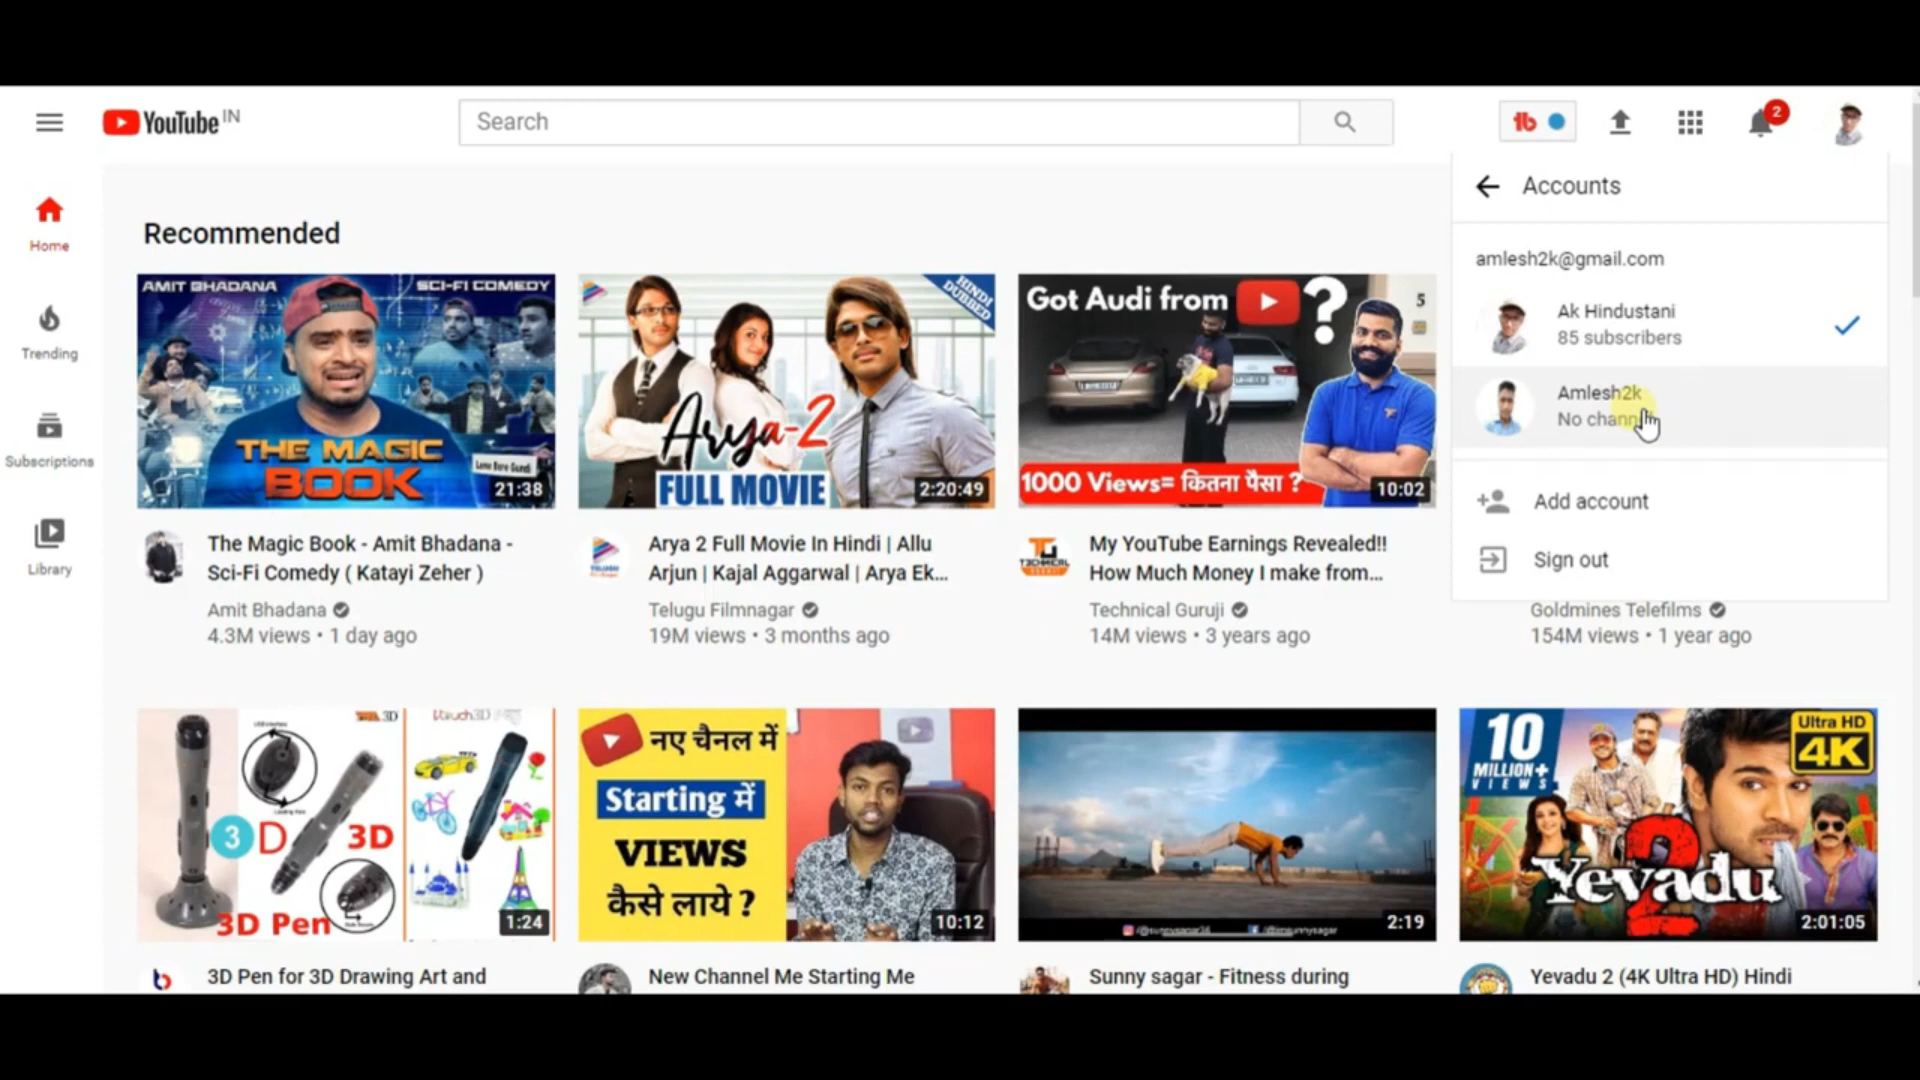 YouTube IN
Search
2
Home
Trending
Subscriptions
Library
Accounts
amlesh2k@gmail.com
Ak Hindustani
85 subscribers
Amlesh2k
No chann
Add account
Sign out
Recommended
AMIT BHADANA
SCI-FI COMEDY
THE MAGIC
BOOK
21:38
The Magic Book - Amit Bhadana -
Sci-Fi Comedy ( Katayi Zeher )
Amit Bhadana
4.3M views • 1 day ago
HINDI
DUBBED
Arya-2
FULL MOVIE
2:20:49
Arya 2 Full Movie In Hindi | Allu
Arjun | Kajal Aggarwal | Arya Ek...
Telugu Filmnagar
19M views • 3 months ago
Got Audi from ?
5
1000 Views= कितना पैसा ?
10:02
My YouTube Earnings Revealed!!
How Much Money I make from...
Technical Guruji
14M views • 3 years ago
Goldmines Telefilms
154M views • 1 year ago
3D
3D
3D Pen
1:24
3D Pen for 3D Drawing Art and
नए चैनल में
Starting में
VIEWS
कैसे लाये ?
10:12
New Channel Me Starting Me
2:19
Sunny sagar - Fitness during
10
MILLION+
VIEWS
Ultra HD
4K
Yevadu
2
2:01:05
Yevadu 2 (4K Ultra HD) Hindi